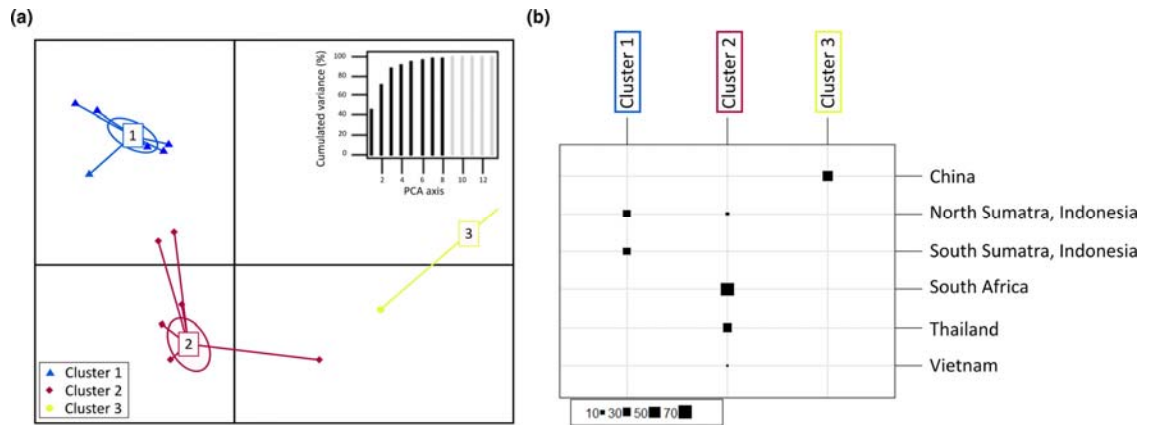 (a)
1
2
3
Cumulated variance (%)
100
80
60
40
20
0
2 4 6 8 10 12
PCA axis
Cluster 1
Cluster 2
Cluster 3
(b)
Cluster 1
Cluster 2
Cluster 3
China
North Sumatra, Indonesia
South Sumatra, Indonesia
South Africa
Thailand
Vietnam
10 30 50 70